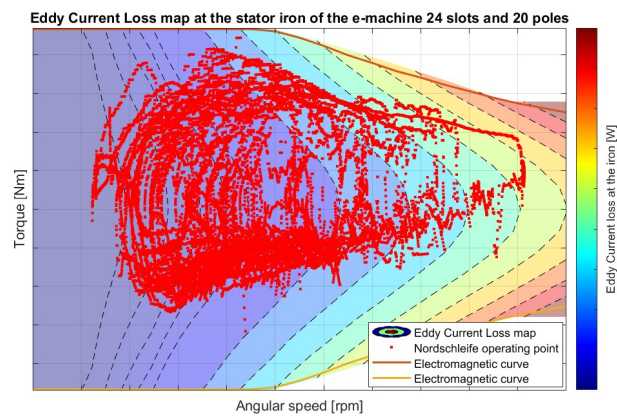 Eddy Current Loss map at the stator iron of the e-machine 24 slots and 20 poles
Torque [Nm]
Eddy Current loss at the iron [W]
Eddy Current Loss map
Nordschleife operating point
Electromagnetic curve
Electromagnetic curve
Angular speed [rpm]